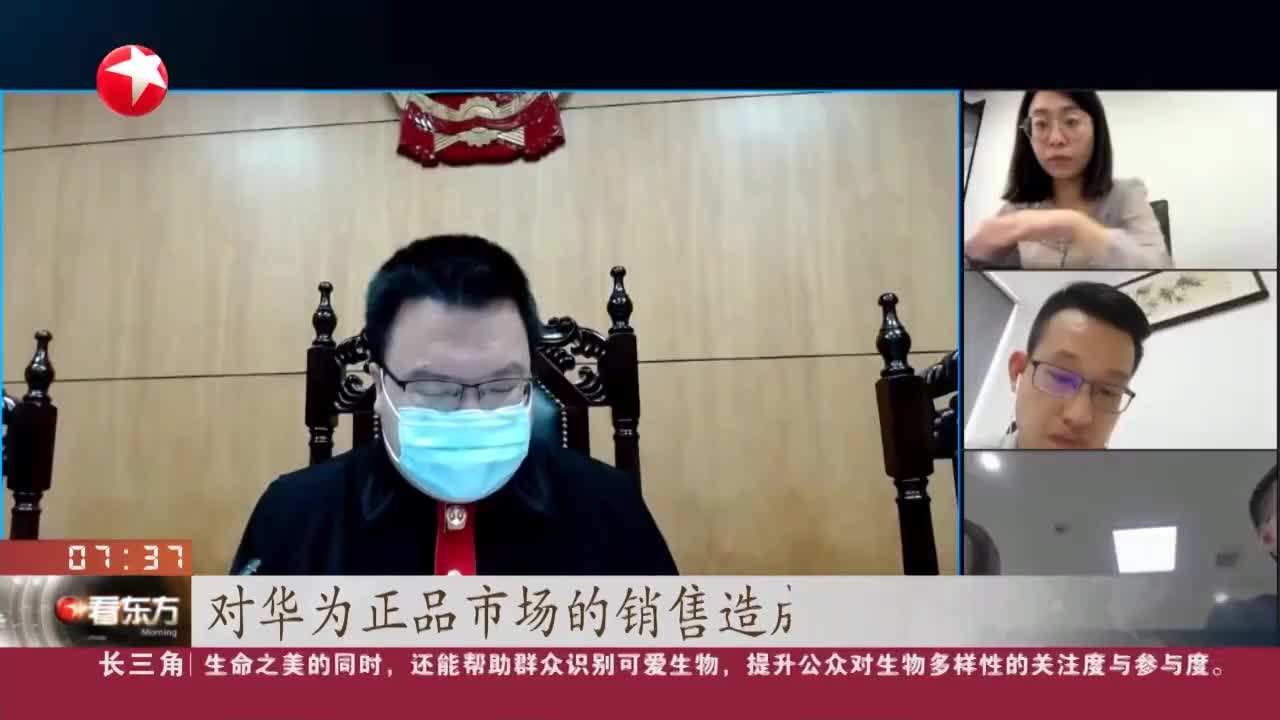 07:37
看东方
Morning
对华为正品市场的销售造
长三角 生命之美的同时，还能帮助群众识别可爱生物，提升公众对生物多样性的关注度与参与度。